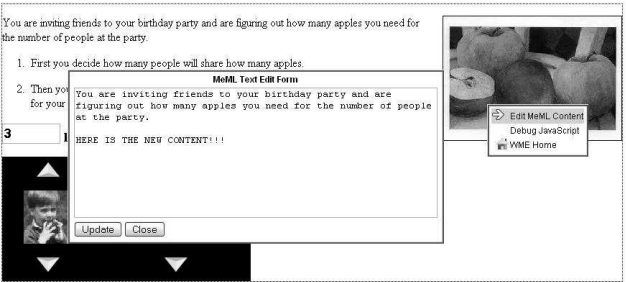 You are inviting friends to your birthday party and are figuring out how many apples you need for
the number of people at the party.
1. First you decide how many people will share how many apples.
2. Then you
for your
3
MeML Text Edit Form
You are inviting friends to your birthday party and are
figuring out how many apples you need for the number of people
at the party.
HERE IS THE NEW CONTENT!!!
Update Close
Edit MeML Content
Debug JavaScript
WME Home